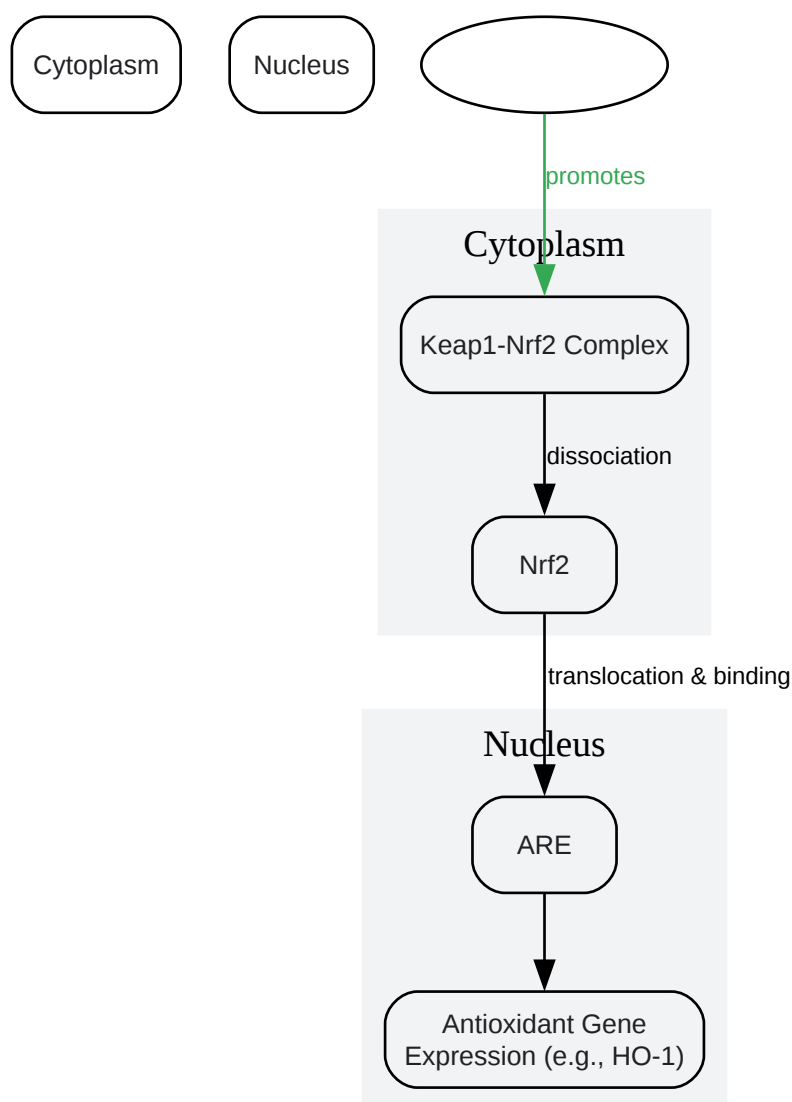 Cytoplasm
Nucleus
promotes
Cytoplasm
Keap1-Nrf2 Complex
dissociation
Nrf2
translocation & binding
Nucleus
ARE
Antioxidant Gene
Expression (e.g., HO-1)